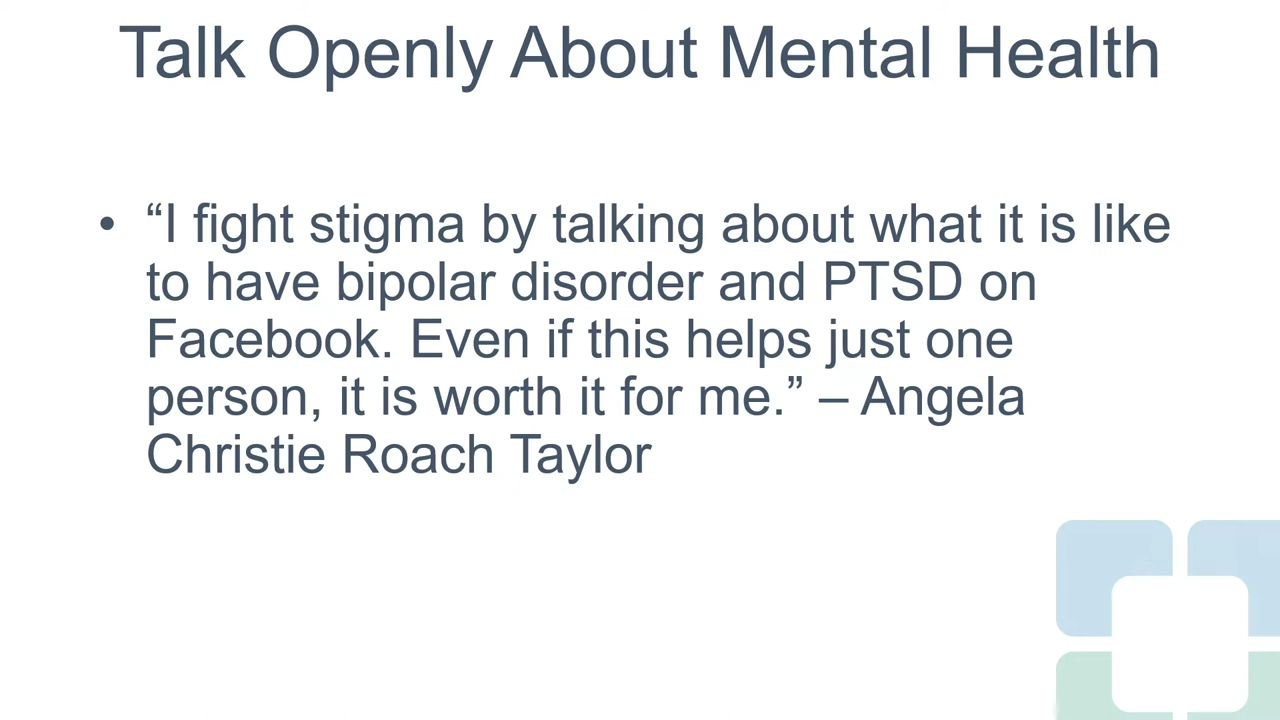 Talk Openly About Mental Health
• “I fight stigma by talking about what it is like
to have bipolar disorder and PTSD on
Facebook. Even if this helps just one
person, it is worth it for me.” – Angela
Christie Roach Taylor